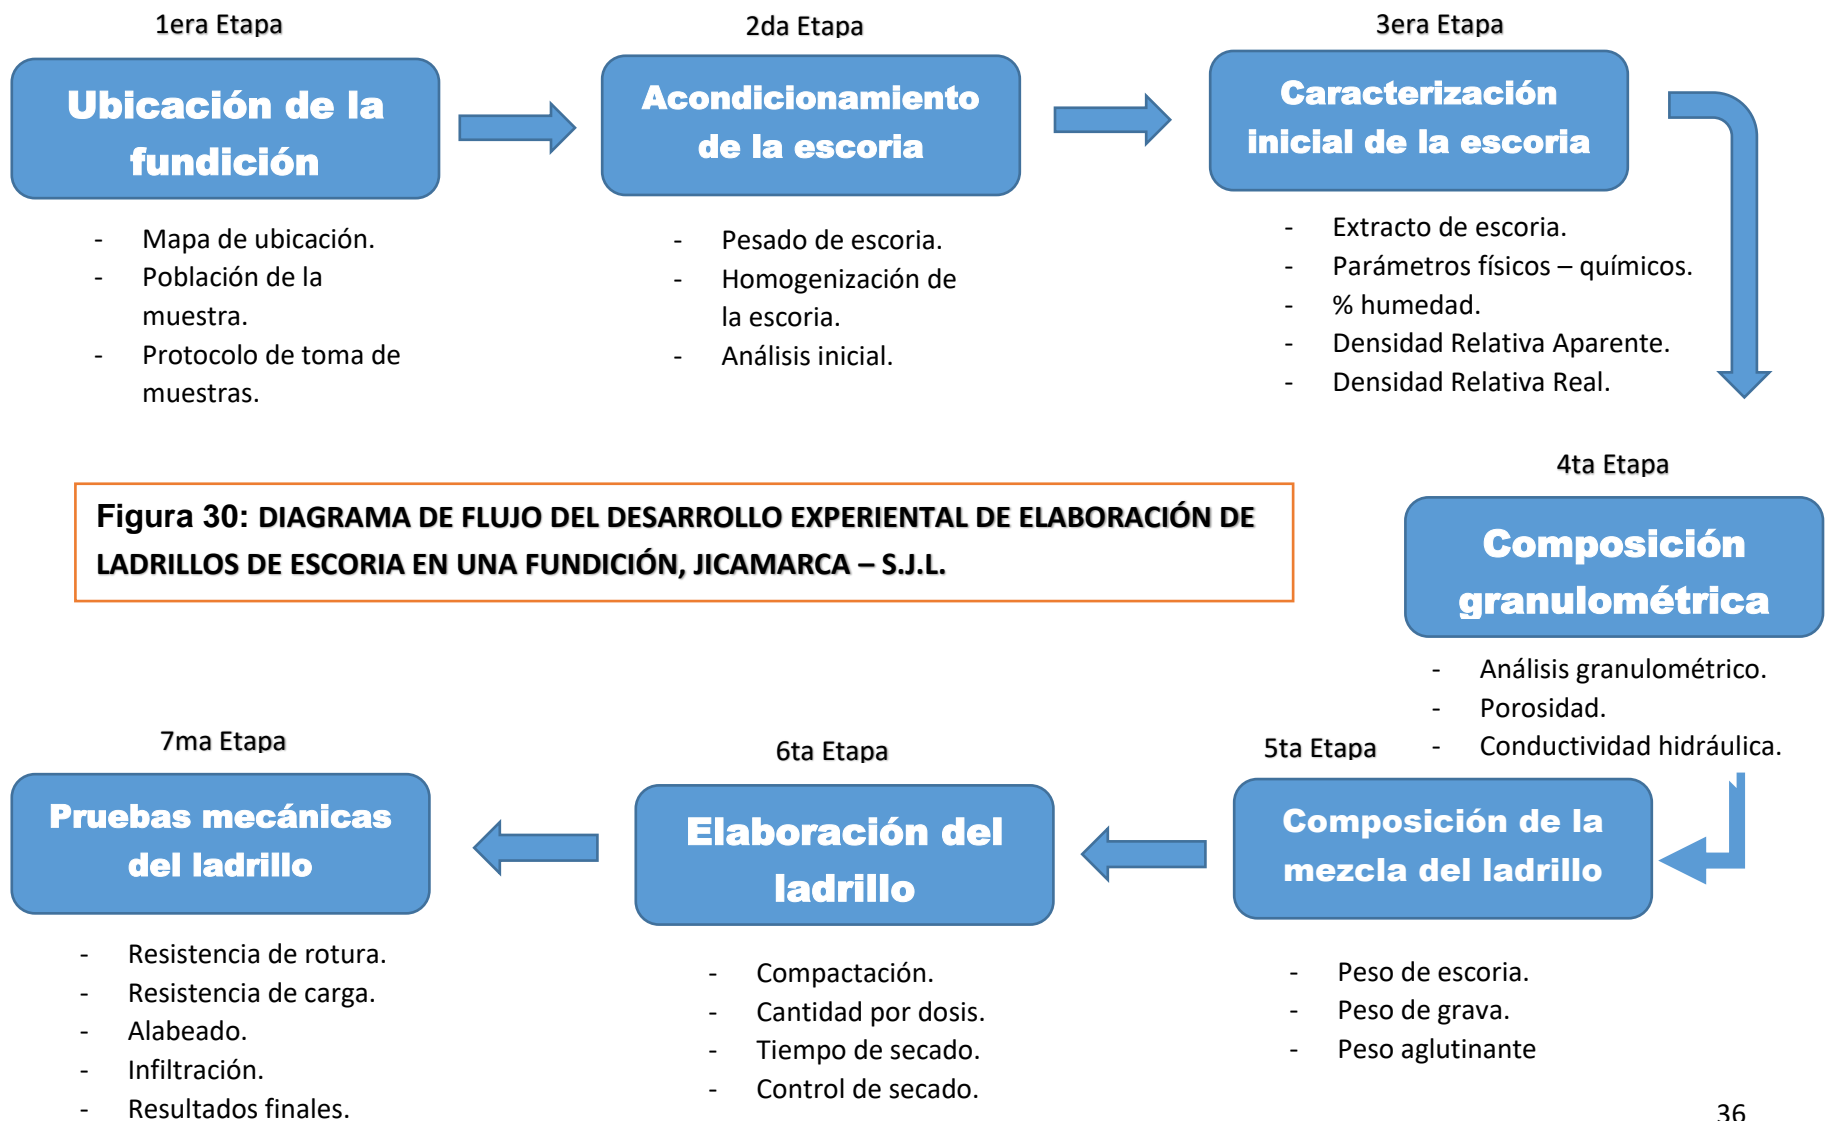 1era Etapa
Ubicación de la
fundición
- Mapa de ubicación.
- Población de la
muestra.
- Protocolo de toma de
muestras.
2da Etapa
Acondicionamiento
de la escoria
- Pesado de escoria.
- Homogenización de
la escoria.
- Análisis inicial.
3era Etapa
Caracterización
inicial de la escoria
- Extracto de escoria.
- Parámetros físicos – químicos.
- % humedad.
- Densidad Relativa Aparente.
- Densidad Relativa Real.
Figura 30: DIAGRAMA DE FLUJO DEL DESARROLLO EXPERIENTAL DE ELABORACIÓN DE
LADRILLOS DE ESCORIA EN UNA FUNDICIÓN, JICAMARCA – S.J.L.
4ta Etapa
Composición
granulométrica
- Análisis granulométrico.
- Porosidad.
- Conductividad hidráulica.
5ta Etapa
Composición de la
mezcla del ladrillo
- Peso de escoria.
- Peso de grava.
- Peso aglutinante
6ta Etapa
Elaboración del
ladrillo
- Compactación.
- Cantidad por dosis.
- Tiempo de secado.
- Control de secado.
7ma Etapa
Pruebas mecánicas
del ladrillo
- Resistencia de rotura.
- Resistencia de carga.
- Alabeado.
- Infiltración.
- Resultados finales.
36